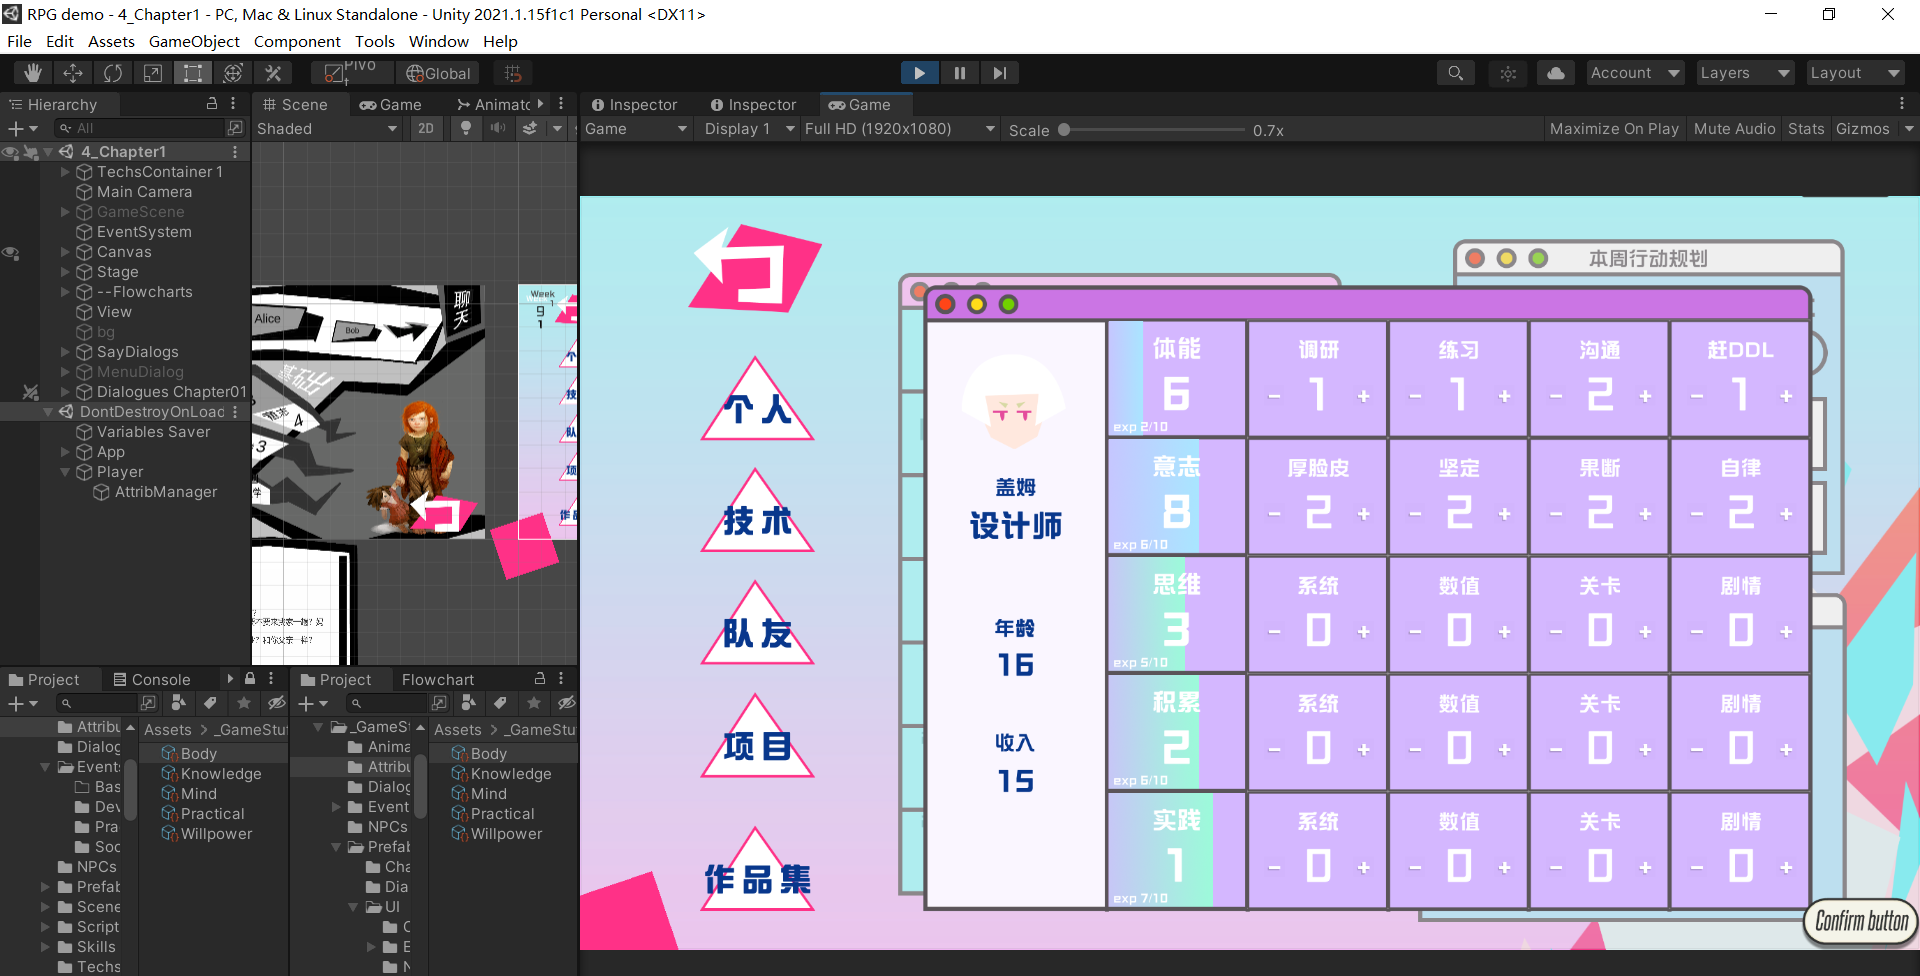 RPG demo - 4_Chapter1 - PC, Mac & Linux Standalone - Unity 2021.1.15f1c1 Personal <DX11>
File Edit Assets GameObject Component Tools Window Help
Pivot Global Account Layers Layout
Hierarchy
All
4_Chapter1
TechsContainer 1
Main Camera
GameScene
EventSystem
Canvas
Stage
--Flowcharts
View
bg
SayDialogs
MenuDialog
Dialogues Chapter01
DontDestroyOnLoad
Variables Saver
App
Player
AttribManager
Scene Game Animato
Shaded 2D
Alice
Bob
聊天
基础
4
3
Week
1
9
1
Inspector Inspector Game
Game Display 1 Full HD (1920x1080) Scale 0.7x Maximize On Play Mute Audio Stats Gizmos
个人
技术
队友
项目
作品集
本周行动规划
盖姆
设计师
年龄
16
收入
15
体能 调研 练习 沟通 赶DDL
6 - 1 + - 1 + - 2 + - 1 +
exp 2/10
意志 厚脸皮 坚定 果断 自律
8 - 2 + - 2 + - 2 + - 2 +
exp 6/10
思维 系统 数值 关卡 剧情
3 - 0 + - 0 + - 0 + - 0 +
exp 5/10
积累 系统 数值 关卡 剧情
2 - 0 + - 0 + - 0 + - 0 +
exp 6/10
实践 系统 数值 关卡 剧情
1 - 0 + - 0 + - 0 + - 0 +
exp 7/10
Confirm button
Project Console
Attribu
Dialog
Events
Bas
Dev
Pra
Soc
NPCs
Prefab
Scene
Script
Skills
Techs
Assets > _GameStu
Body
Knowledge
Mind
Practical
Willpower
Project Flowchart
_GameSt
Anima
Attribu
Dialog
Event
NPCs
Prefab
Cha
Dia
UI
C
E
N
Assets > _GameStu
Body
Knowledge
Mind
Practical
Willpower